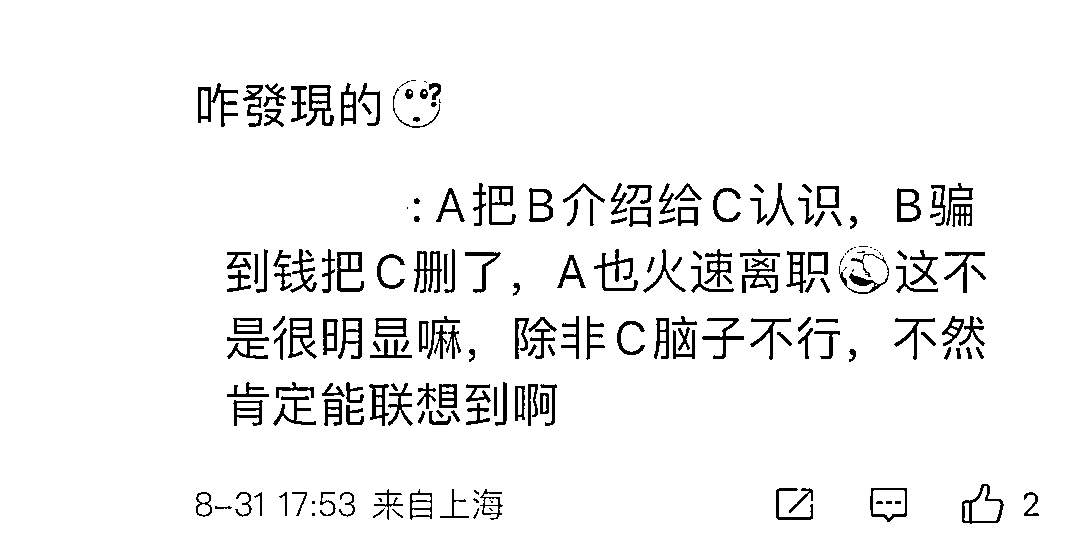 咋發現的
: A把B介绍给C认识，B骗
到钱把C删了，A也火速离职这不
是很明显嘛，除非C脑子不行，不然
肯定能联想到啊
8-31 17:53 来自上海 2